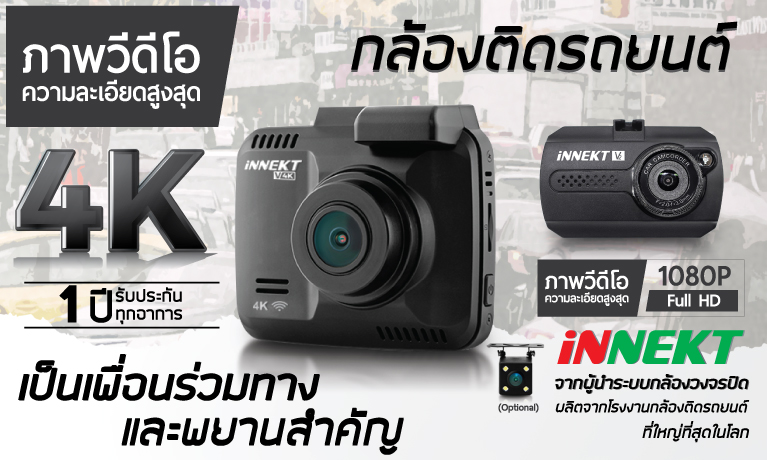 ภาพวีดีโอ
ความละเอียดสูงสุด
4K
1 ปี รับประกัน
ทุกอาการ
เป็นเพื่อนร่วมทาง
และพยานสำคัญ
กล้องติดรถยนต์
iNNEKT
V4K
4K
iNNEKT V
CAR CAMCORDER
ภาพวีดีโอ
ความละเอียดสูงสุด
1080P
Full HD
(Optional)
iNNEKT
จากผู้นำระบบกล้องวงจรปิด
ผลิตจากโรงงานกล้องติดรถยนต์
ที่ใหญ่ที่สุดในโลก